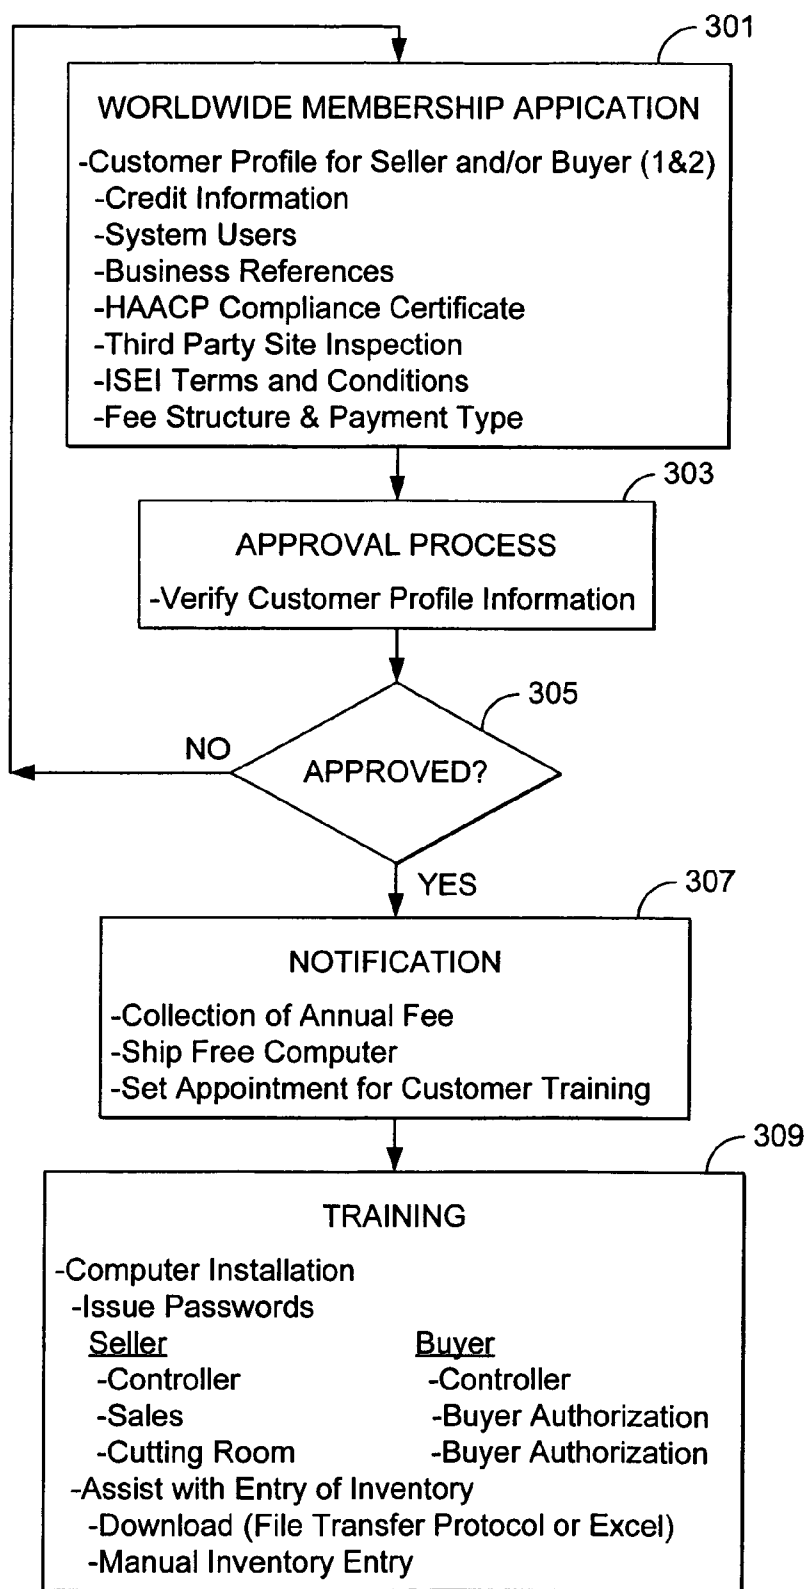 301
WORLDWIDE MEMBERSHIP APPICATION
-Customer Profile for Seller and/or Buyer (1&2)
-Credit Information
-System Users
-Business References
-HAACP Compliance Certificate
-Third Party Site Inspection
-ISEI Terms and Conditions
-Fee Structure & Payment Type
303
APPROVAL PROCESS
-Verify Customer Profile Information
305
NO
APPROVED?
YES
307
NOTIFICATION
-Collection of Annual Fee
-Ship Free Computer
-Set Appointment for Customer Training
309
TRAINING
-Computer Installation
-Issue Passwords
Seller Buyer
-Controller -Controller
-Sales -Buyer Authorization
-Cutting Room -Buyer Authorization
-Assist with Entry of Inventory
-Download (File Transfer Protocol or Excel)
-Manual Inventory Entry